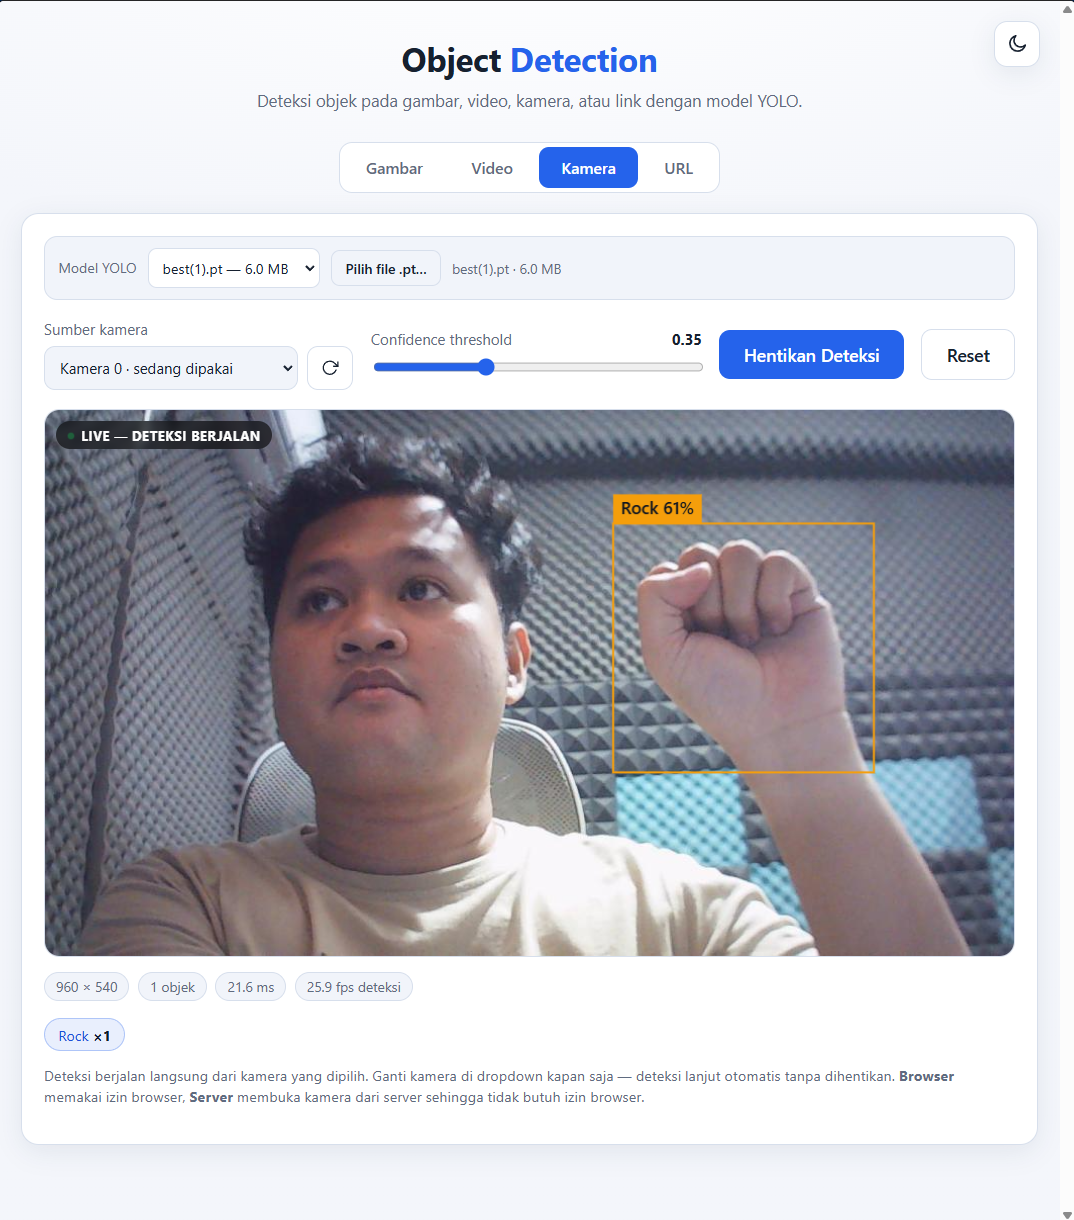 Object Detection
Deteksi objek pada gambar, video, kamera, atau link dengan model YOLO.
Gambar Video Kamera URL
Model YOLO best(1).pt — 6.0 MB Pilih file .pt... best(1).pt · 6.0 MB
Sumber kamera
Confidence threshold 0.35
Kamera 0 · sedang dipakai
Hentikan Deteksi Reset
LIVE — DETEKSI BERJALAN
Rock 61%
960 × 540 1 objek 21.6 ms 25.9 fps deteksi
Rock ×1
Deteksi berjalan langsung dari kamera yang dipilih. Ganti kamera di dropdown kapan saja — deteksi lanjut otomatis tanpa dihentikan. Browser
memakai izin browser, Server membuka kamera dari server sehingga tidak butuh izin browser.